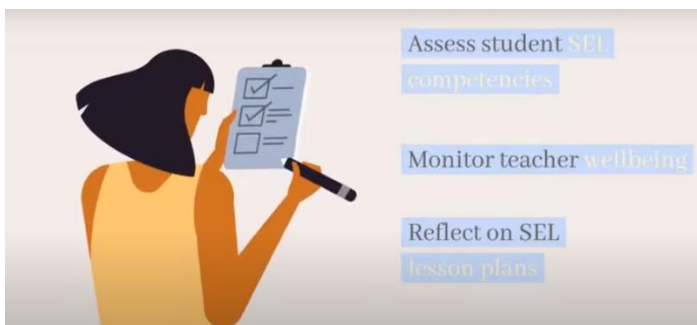 Assess student SEL
competencies
Monitor teacher wellbeing
Reflect on SEL
lesson plans